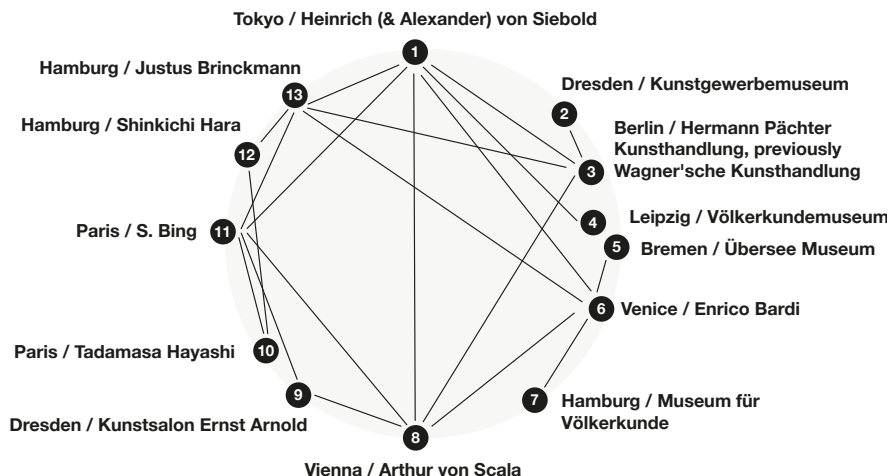 Tokyo / Heinrich (& Alexander) von Siebold
1
Hamburg / Justus Brinckmann
13
Dresden / Kunstgewerbemuseum
2
Hamburg / Shinkichi Hara
12
Berlin / Hermann Pächter
Kunsthandlung, previously
Wagner'sche Kunsthandlung
3
Paris / S. Bing
11
4
Leipzig / Völkerkundemuseum
5
Bremen / Übersee Museum
6
Venice / Enrico Bardi
Paris / Tadamasa Hayashi
10
9
Dresden / Kunstsalon Ernst Arnold
7
Hamburg / Museum für
Völkerkunde
8
Vienna / Arthur von Scala